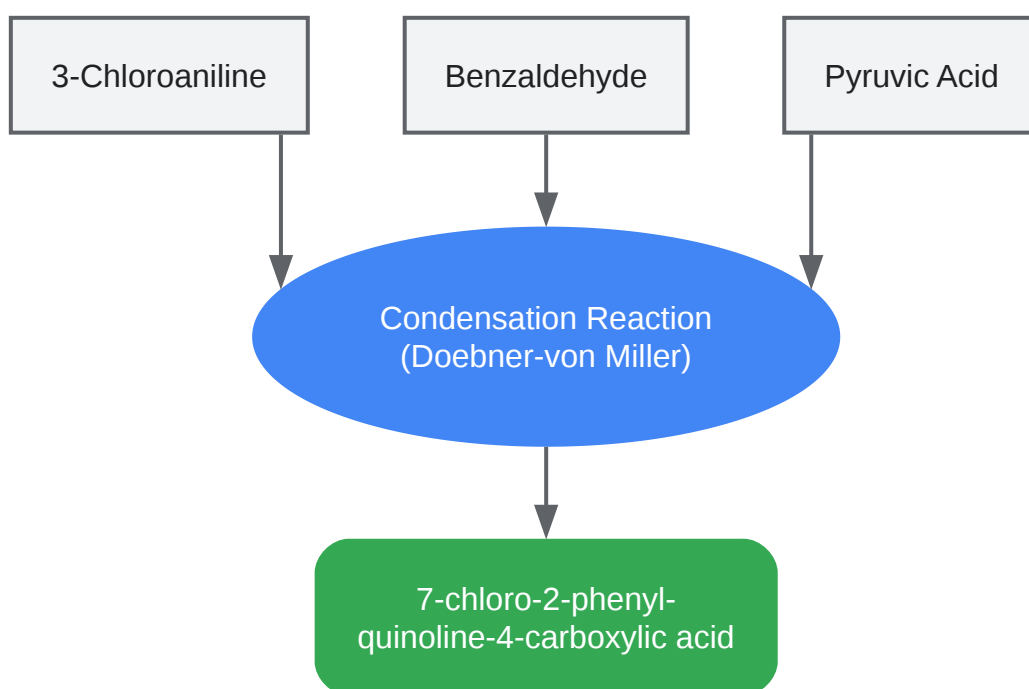 3-Chloroaniline
Benzaldehyde
Pyruvic Acid
Condensation Reaction
(Doebner-von Miller)
7-chloro-2-phenyl-
quinoline-4-carboxylic acid